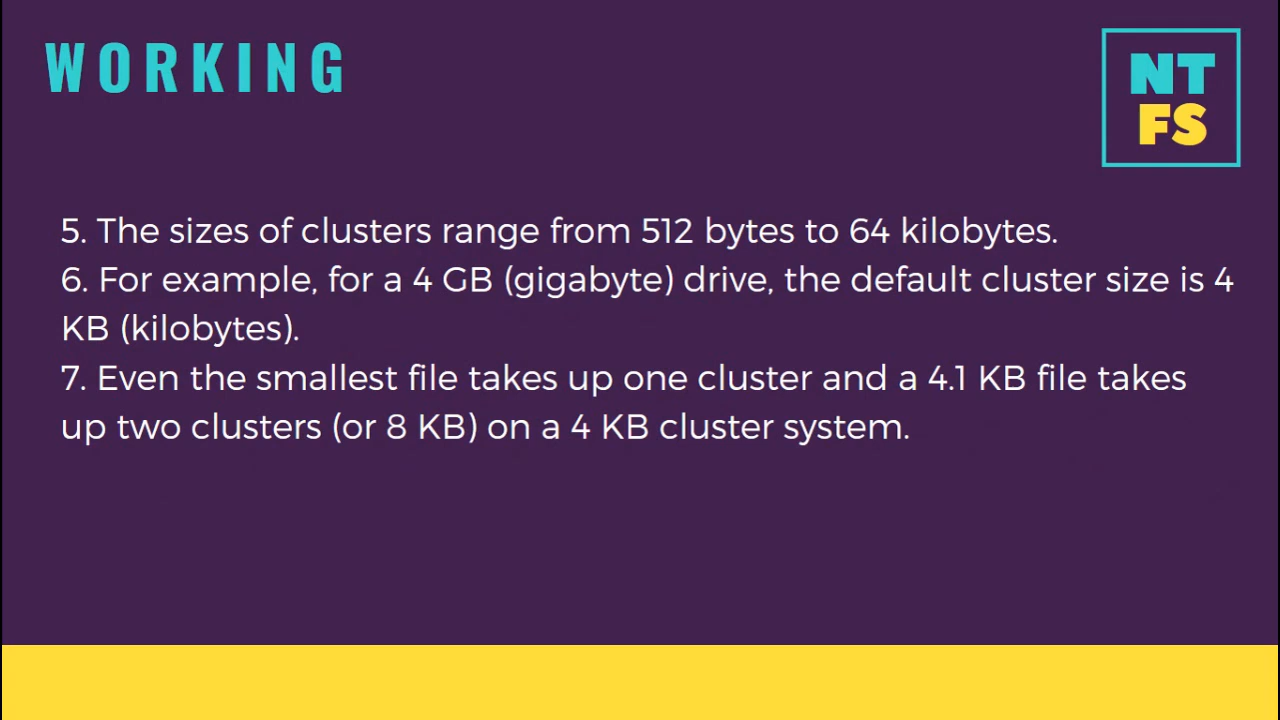 WORKING
NT
FS
5. The sizes of clusters range from 512 bytes to 64 kilobytes.
6. For example, for a 4 GB (gigabyte) drive, the default cluster size is 4
KB (kilobytes).
7. Even the smallest file takes up one cluster and a 4.1 KB file takes
up two clusters (or 8 KB) on a 4 KB cluster system.